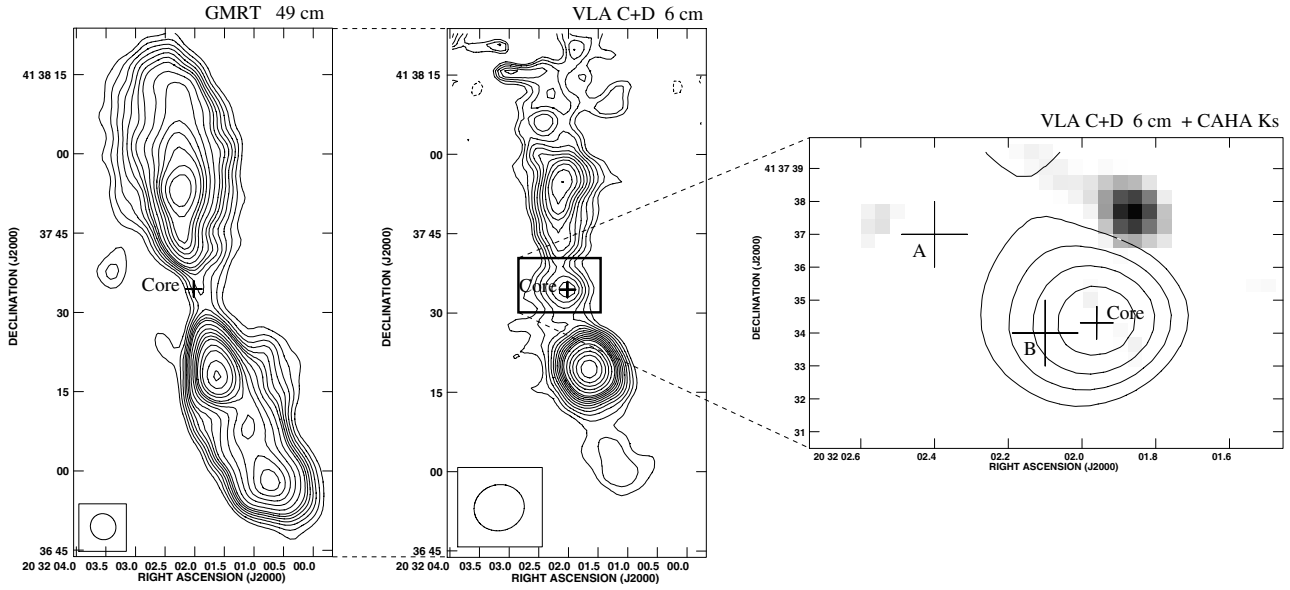 GMRT 49 cm
41 38 15
00
37 45
30
15
00
36 45
DECLINATION (J2000)
Core
20 32 04.0 03.5 03.0 02.5 02.0 01.5 01.0 00.5 00.0
RIGHT ASCENSION (J2000)
VLA C+D 6 cm
41 38 15
00
37 45
30
15
00
36 45
DECLINATION (J2000)
Core
20 32 04.0 03.5 03.0 02.5 02.0 01.5 01.0 00.5 00.0
RIGHT ASCENSION (J2000)
VLA C+D 6 cm + CAHA Ks
41 37 39
38
37
36
35
34
33
32
31
DECLINATION (J2000)
A
B
Core
20 32 02.6 02.4 02.2 02.0 01.8 01.6
RIGHT ASCENSION (J2000)